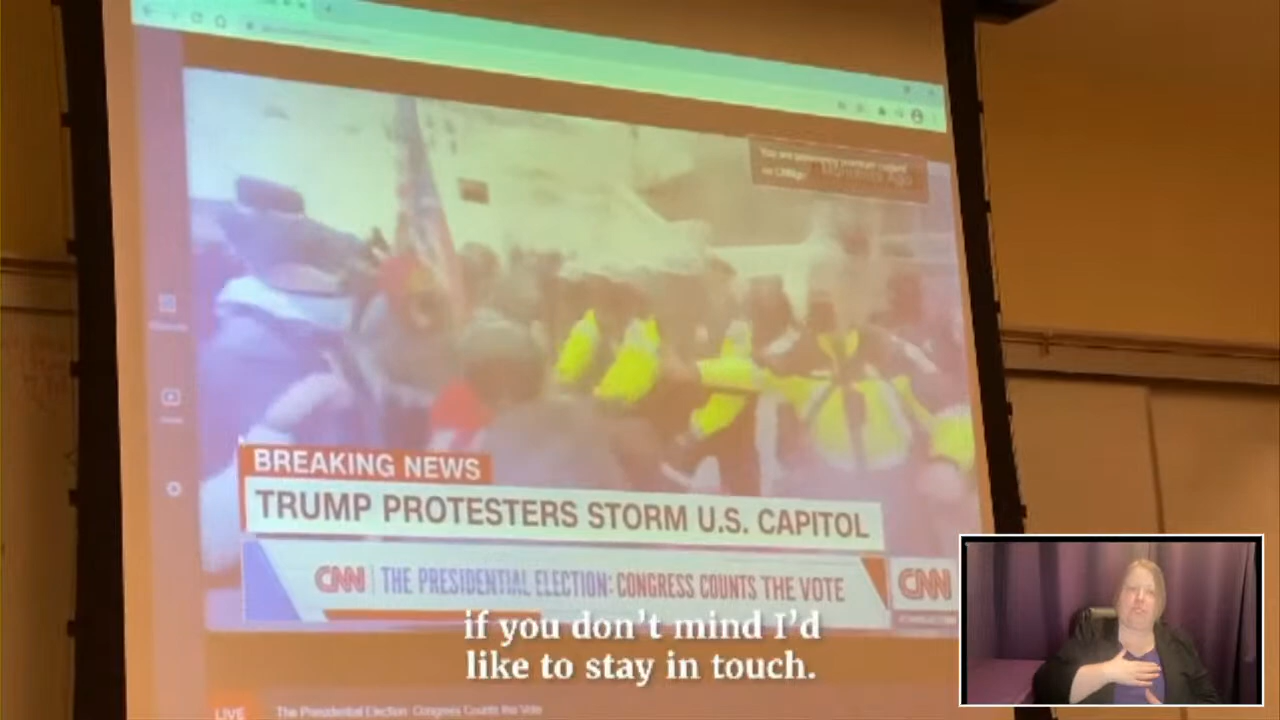 BREAKING NEWS
TRUMP PROTESTERS STORM U.S. CAPITOL
CNN THE PRESIDENTIAL ELECTION: CONGRESS COUNTS THE VOTE CNN
if you don't mind I'd
like to stay in touch.
LIVE The Presidential Election: Congress Counts the Vote